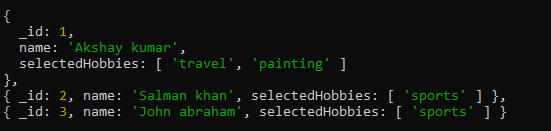 {
  _id: 1,
  name: 'Akshay kumar',
  selectedHobbies: [ 'travel', 'painting' ]
},
{ _id: 2, name: 'Salman khan', selectedHobbies: [ 'sports' ] },
{ _id: 3, name: 'John abraham', selectedHobbies: [ 'sports' ] }